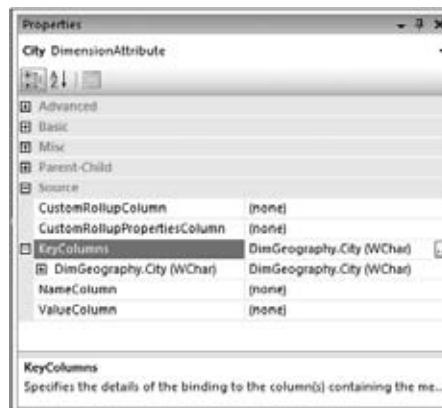 Properties
City DimensionAttribute
Advanced
Basic
Misc
Parent-Child
Source
CustomRollupColumn (none)
CustomRollupPropertiesColumn (none)
KeyColumns DimGeography.City (WChar)
DimGeography.City (WChar) DimGeography.City (WChar)
NameColumn (none)
ValueColumn (none)
KeyColumns
Specifies the details of the binding to the column(s) containing the me...